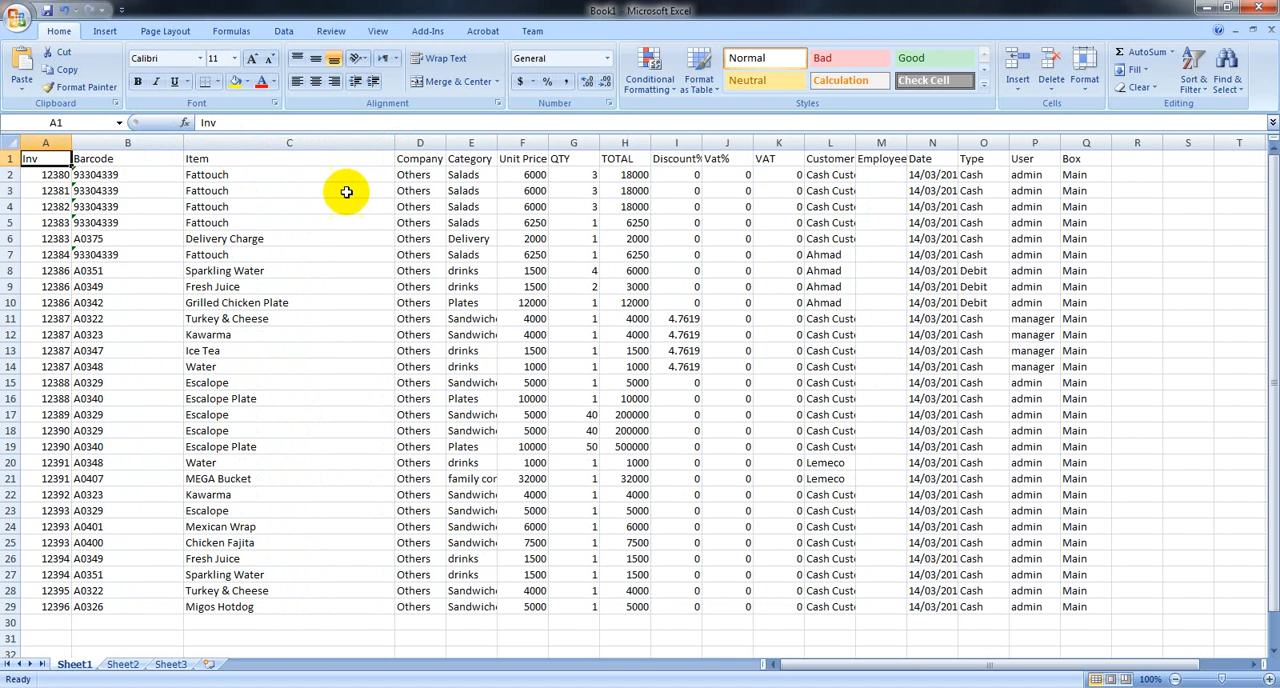 Book1 - Microsoft Excel
Home Insert Page Layout Formulas Data Review View Add-Ins Acrobat Team
Cut Calibri 11 Wrap Text General Normal Bad Good AutoSum
Paste Copy Conditional Formatting Format as Table Insert Delete Format Fill Sort & Filter Find & Select
Format Painter B I U Merge & Center $ % , Neutral Calculation Check Cell Clear
Clipboard Font Alignment Number Styles Cells Editing
A1 fx Inv
A B C D E F G H I J K L M N O P Q R S T
1 Inv Barcode Item Company Category Unit Price QTY TOTAL Discount% Vat% VAT Customer Employee Date Type User Box
2 12380 93304339 Fattouch Others Salads 6000 3 18000 0 0 0 Cash Cust 14/03/201 Cash admin Main
3 12381 93304339 Fattouch Others Salads 6000 3 18000 0 0 0 Cash Cust 14/03/201 Cash admin Main
4 12382 93304339 Fattouch Others Salads 6000 3 18000 0 0 0 Cash Cust 14/03/201 Cash admin Main
5 12383 93304339 Fattouch Others Salads 6250 1 6250 0 0 0 Cash Cust 14/03/201 Cash admin Main
6 12383 A0375 Delivery Charge Others Delivery 2000 1 2000 0 0 0 Cash Cust 14/03/201 Cash admin Main
7 12384 93304339 Fattouch Others Salads 6250 1 6250 0 0 0 Ahmad 14/03/201 Cash admin Main
8 12386 A0351 Sparkling Water Others drinks 1500 4 6000 0 0 0 Ahmad 14/03/201 Debit admin Main
9 12386 A0349 Fresh Juice Others drinks 1500 2 3000 0 0 0 Ahmad 14/03/201 Debit admin Main
10 12386 A0342 Grilled Chicken Plate Others Plates 12000 1 12000 0 0 0 Ahmad 14/03/201 Debit admin Main
11 12387 A0322 Turkey & Cheese Others Sandwiche 4000 1 4000 4.7619 0 0 Cash Cust 14/03/201 Cash manager Main
12 12387 A0323 Kawarma Others Sandwiche 4000 1 4000 4.7619 0 0 Cash Cust 14/03/201 Cash manager Main
13 12387 A0347 Ice Tea Others drinks 1500 1 1500 4.7619 0 0 Cash Cust 14/03/201 Cash manager Main
14 12387 A0348 Water Others drinks 1000 1 1000 4.7619 0 0 Cash Cust 14/03/201 Cash manager Main
15 12388 A0329 Escalope Others Sandwiche 5000 1 5000 0 0 0 Cash Cust 14/03/201 Cash admin Main
16 12388 A0340 Escalope Plate Others Plates 10000 1 10000 0 0 0 Cash Cust 14/03/201 Cash admin Main
17 12389 A0329 Escalope Others Sandwiche 5000 40 200000 0 0 0 Cash Cust 14/03/201 Cash admin Main
18 12390 A0329 Escalope Others Sandwiche 5000 40 200000 0 0 0 Cash Cust 14/03/201 Cash admin Main
19 12390 A0340 Escalope Plate Others Plates 10000 50 500000 0 0 0 Cash Cust 14/03/201 Cash admin Main
20 12391 A0348 Water Others drinks 1000 1 1000 0 0 0 Lemeco 14/03/201 Cash admin Main
21 12391 A0407 MEGA Bucket Others family con 32000 1 32000 0 0 0 Lemeco 14/03/201 Cash admin Main
22 12392 A0323 Kawarma Others Sandwiche 4000 1 4000 0 0 0 Cash Cust 14/03/201 Cash admin Main
23 12393 A0329 Escalope Others Sandwiche 5000 1 5000 0 0 0 Cash Cust 14/03/201 Cash admin Main
24 12393 A0401 Mexican Wrap Others Sandwiche 6000 1 6000 0 0 0 Cash Cust 14/03/201 Cash admin Main
25 12393 A0400 Chicken Fajita Others Sandwiche 7500 1 7500 0 0 0 Cash Cust 14/03/201 Cash admin Main
26 12394 A0349 Fresh Juice Others drinks 1500 1 1500 0 0 0 Cash Cust 14/03/201 Cash admin Main
27 12394 A0351 Sparkling Water Others drinks 1500 1 1500 0 0 0 Cash Cust 14/03/201 Cash admin Main
28 12395 A0322 Turkey & Cheese Others Sandwiche 4000 1 4000 0 0 0 Cash Cust 14/03/201 Cash admin Main
29 12396 A0326 Migos Hotdog Others Sandwiche 5000 1 5000 0 0 0 Cash Cust 14/03/201 Cash admin Main
30
31
32
Sheet1 Sheet2 Sheet3
Ready 100%